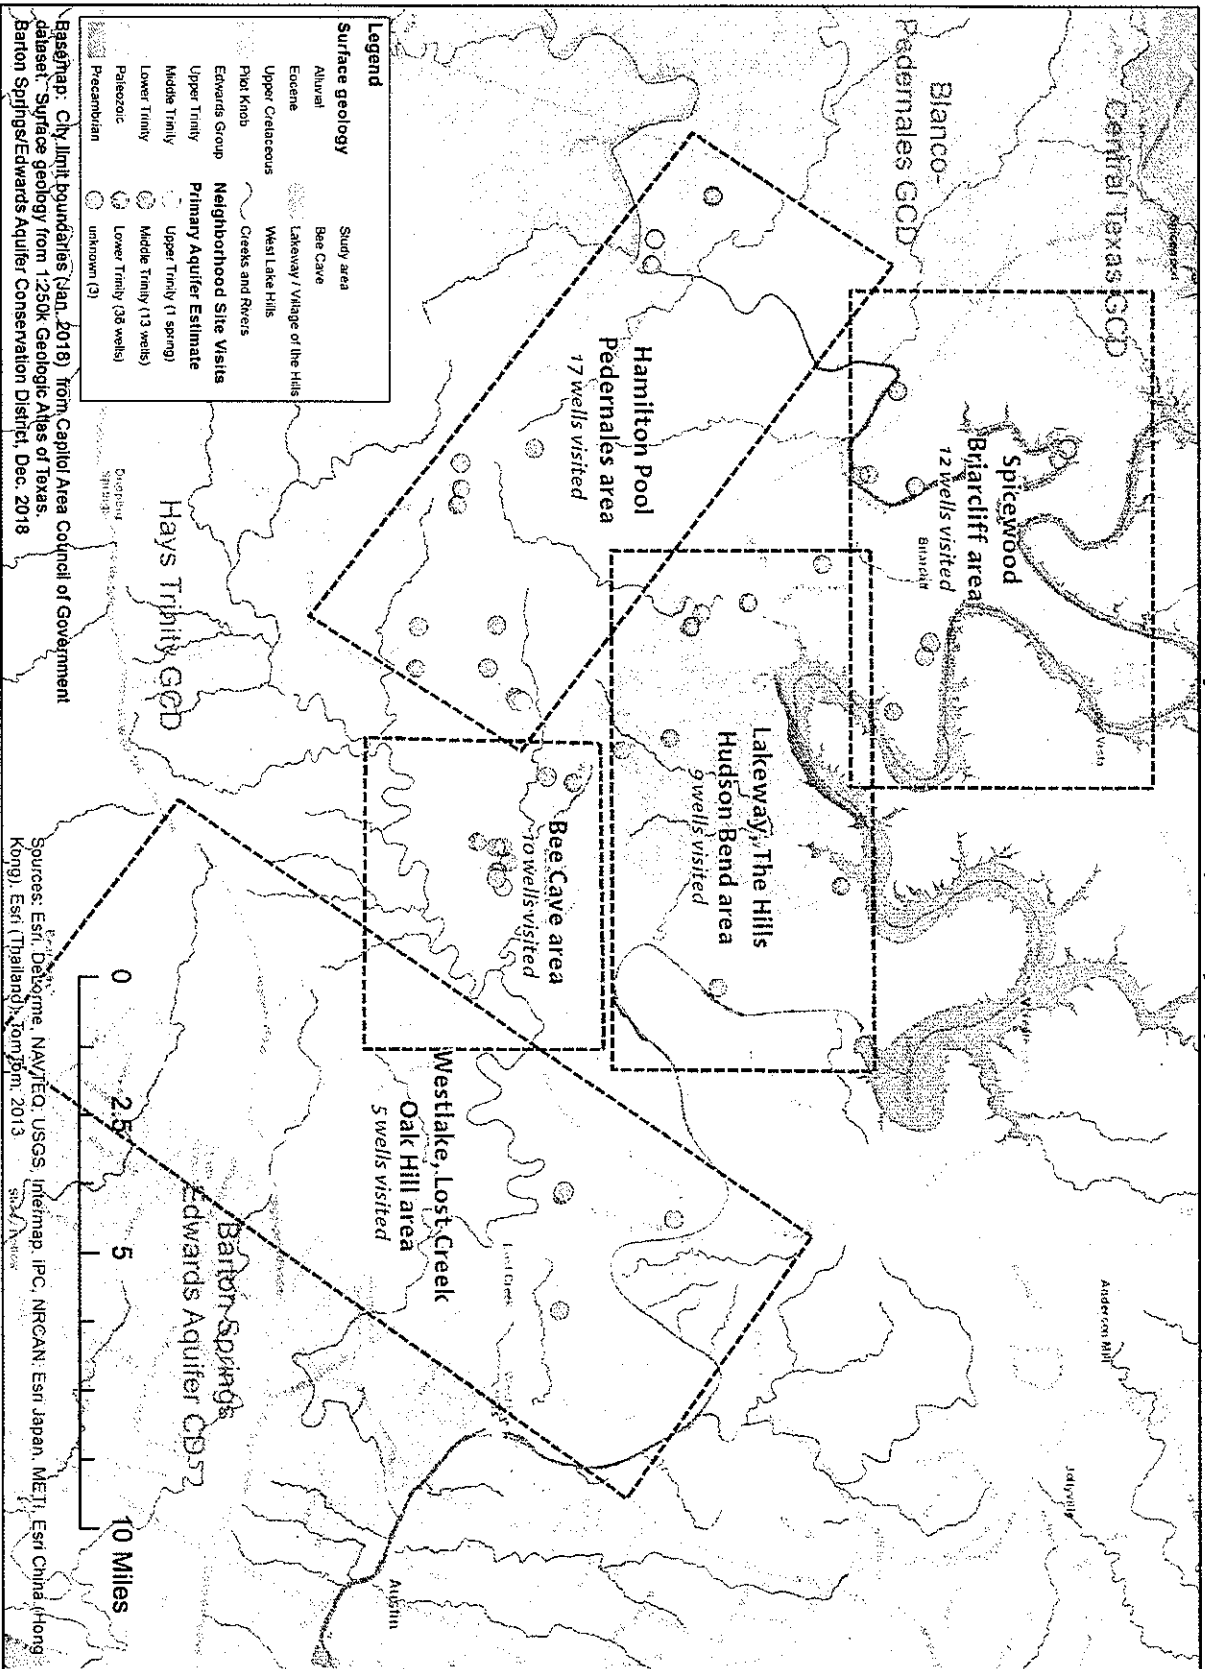 Central Texas GCD
Spicewood
Blanco-
Pedernales GCD
Spicewood
Briarcliff area
12 wells visited
Briarcliff
Hamilton Pool
Pedernales area
17 wells visited
Lakeway, The Hills
Hudson Bend area
9 wells visited
Bee Cave area
10 wells visited
Westlake, Lost Creek
Oak Hill area
5 wells visited
Lost Creek
Anderson Mill
Jollyville
Austin
Hays Trinity GCD
Dripping
Springs
Barton Springs
Edwards Aquifer CD
52
Legend
Surface geology
Alluvial
Eocene
Upper Cretaceous
Pilot Knob
Edwards Group
Upper Trinity
Middle Trinity
Lower Trinity
Paleozoic
Precambrian
Study area
Bee Cave
Lakeway / Village of the Hills
West Lake Hills
Creeks and Rivers
Neighborhood Site Visits
Primary Aquifer Estimate
Upper Trinity (1 spring)
Middle Trinity (13 wells)
Lower Trinity (36 wells)
unknown (3)
Basemap: City limit boundaries (Jan. 2018) from Capitol Area Council of Government
dataset. Surface geology from 1:250K Geologic Atlas of Texas.
Barton Springs/Edwards Aquifer Conservation District, Dec. 2018
0 2.5 5 10 Miles
Sources: Esri, DeLorme, NAVTEQ, USGS, Intermap, iPC, NRCAN, Esri Japan, METI, Esri China (Hong
Kong), Esri (Thailand), TomTom, 2013